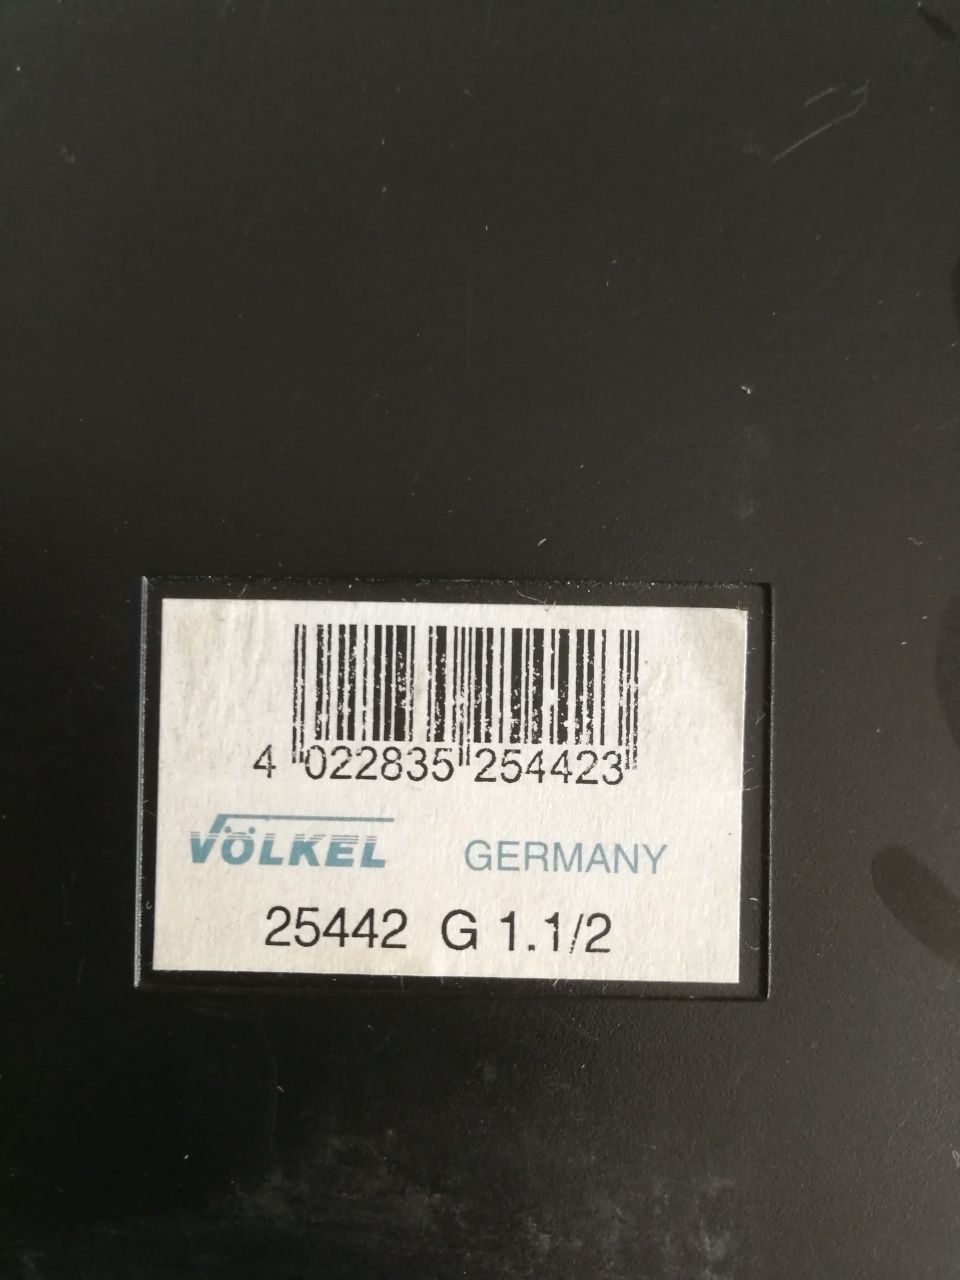 4 022835 254423
VÖLKEL GERMANY
25442 G 1.1/2